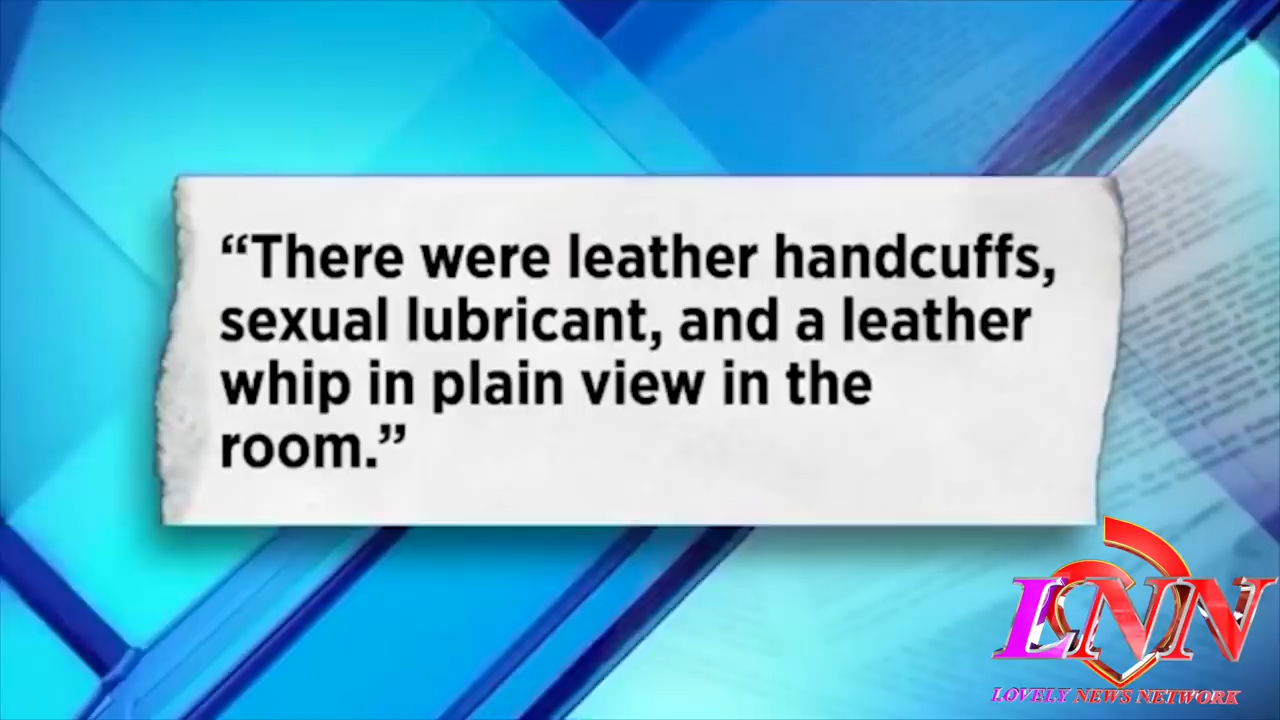 “There were leather handcuffs,
sexual lubricant, and a leather
whip in plain view in the
room.”
LNN
LOVELY NEWS NETWORK